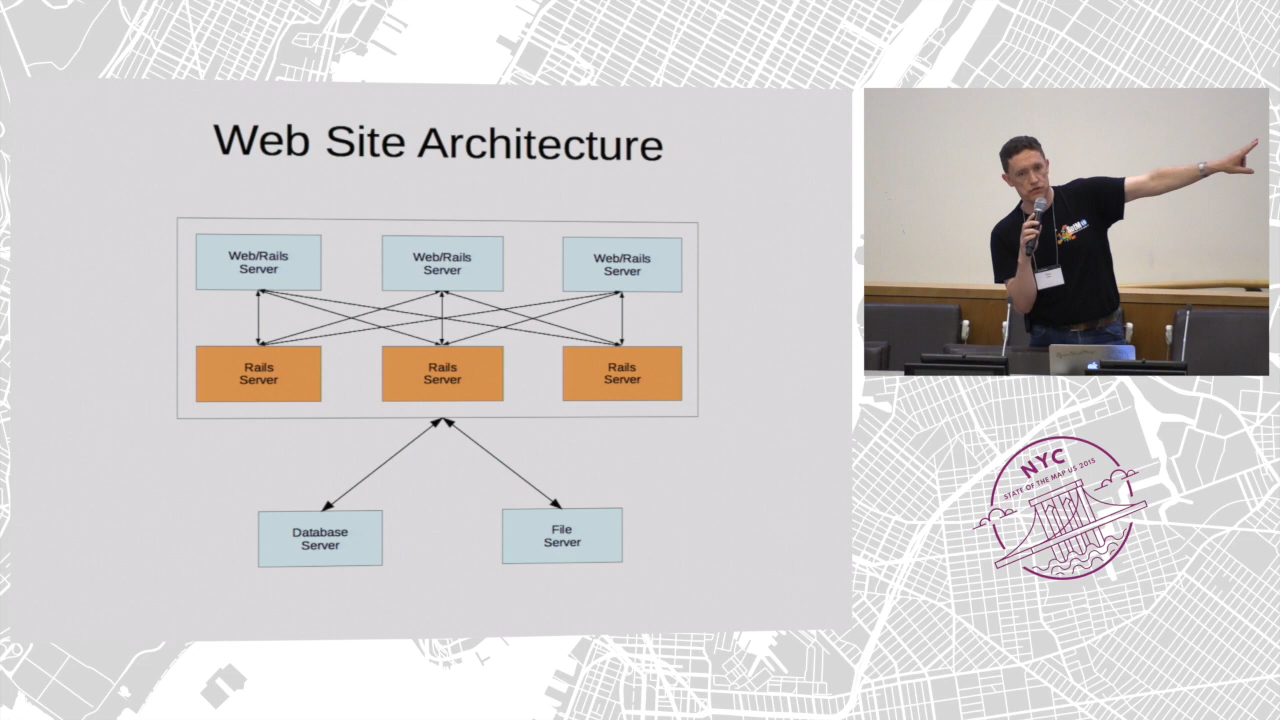 Web Site Architecture
Web/Rails
Server
Web/Rails
Server
Web/Rails
Server
Rails
Server
Rails
Server
Rails
Server
Database
Server
File
Server
NYC
STATE OF THE MAP US 2015